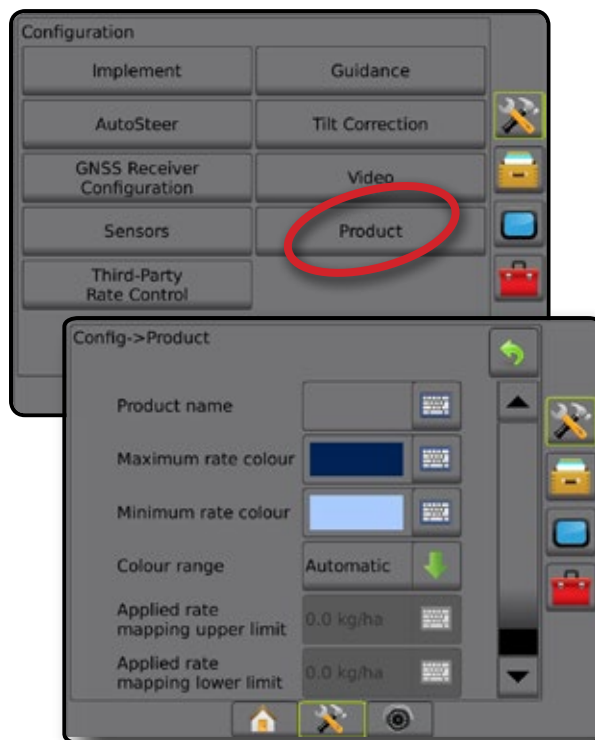 Configuration
Implement
Guidance
AutoSteer
Tilt Correction
GNSS Receiver
Configuration
Video
Sensors
Product
Third-Party
Rate Control
Config->Product
Product name
Maximum rate colour
Minimum rate colour
Colour range
Automatic
Applied rate
mapping upper limit
0.0 kg/ha
Applied rate
mapping lower limit
0.0 kg/ha